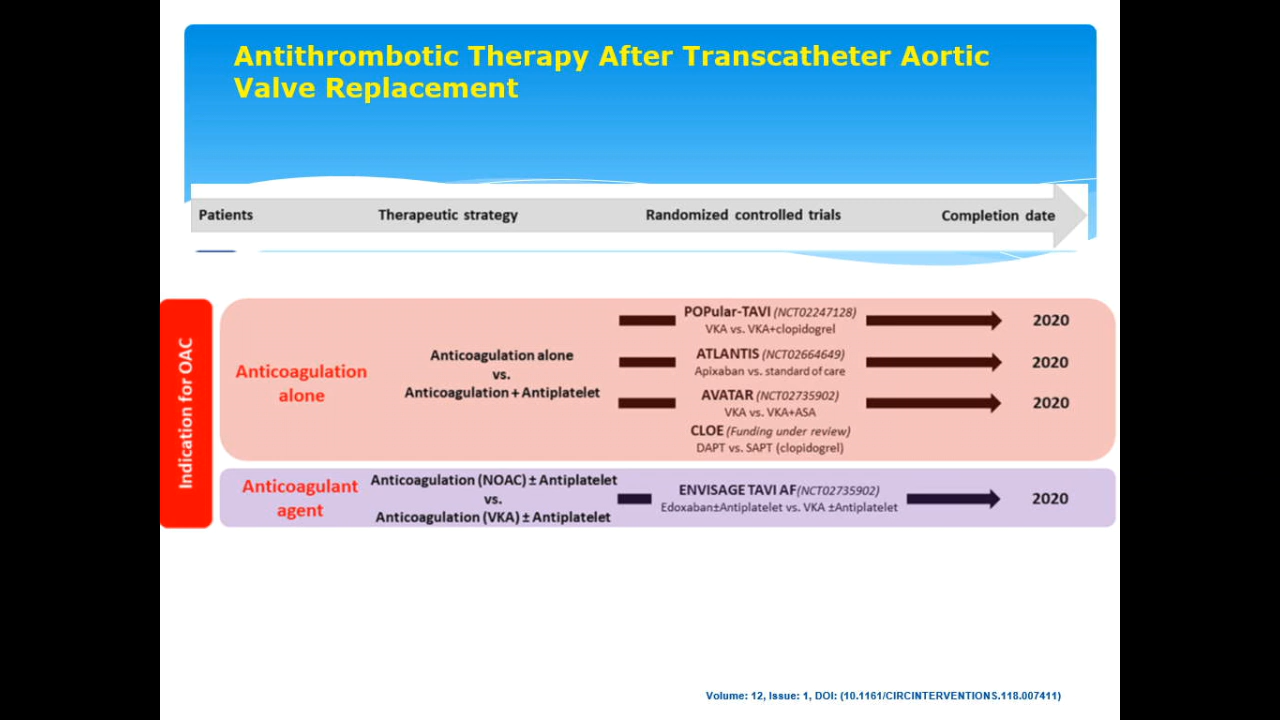 Antithrombotic Therapy After Transcatheter Aortic
Valve Replacement
Patients
Therapeutic strategy
Randomized controlled trials
Completion date
Indication for OAC
Anticoagulation
alone
Anticoagulation alone
vs.
Anticoagulation + Antiplatelet
POPular-TAVI (NCT02247128)
VKA vs. VKA+clopidogrel
2020
ATLANTIS (NCT02664649)
Apixaban vs. standard of care
2020
AVATAR (NCT02735902)
VKA vs. VKA+ASA
2020
CLOE (Funding under review)
DAPT vs. SAPT (clopidogrel)
Anticoagulant
agent
Anticoagulation (NOAC) ± Antiplatelet
vs.
Anticoagulation (VKA) ± Antiplatelet
ENVISAGE TAVI AF(NCT02735902)
Edoxaban±Antiplatelet vs. VKA ±Antiplatelet
2020
Volume: 12, Issue: 1, DOI: (10.1161/CIRCINTERVENTIONS.118.007411)